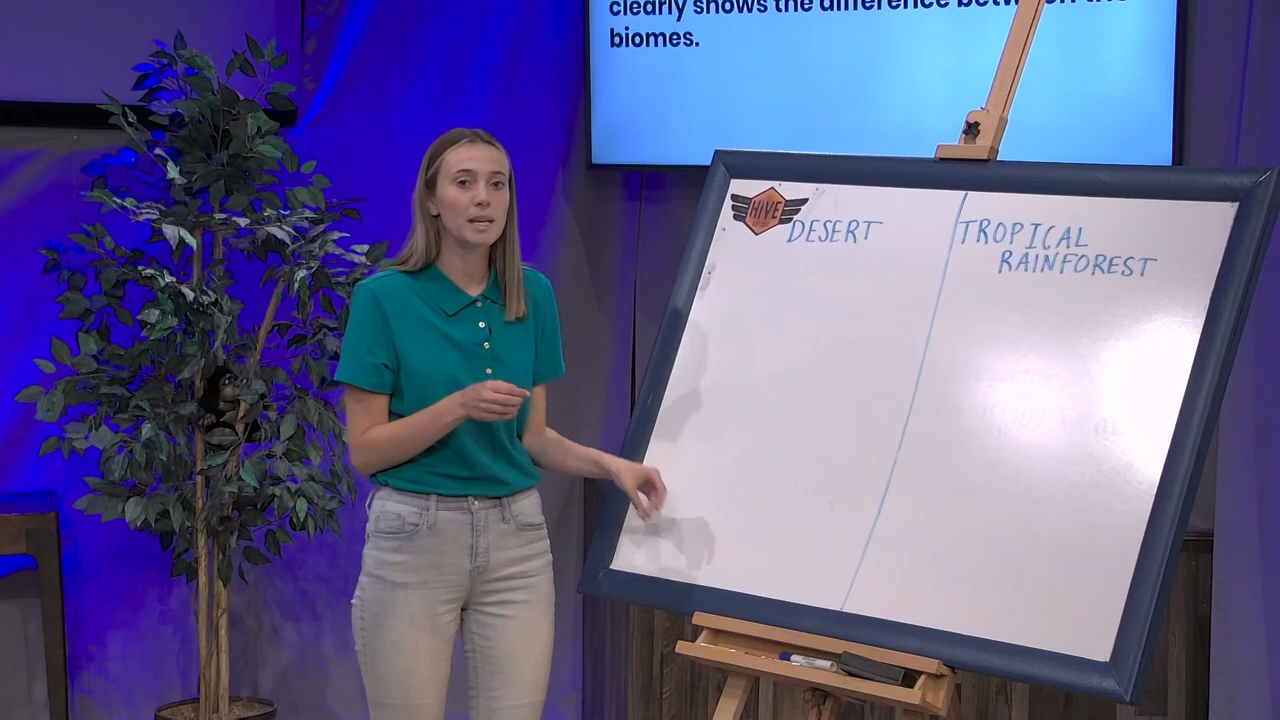 clearly shows the difference between the
biomes.
HIVE
DESERT
TROPICAL
RAINFOREST